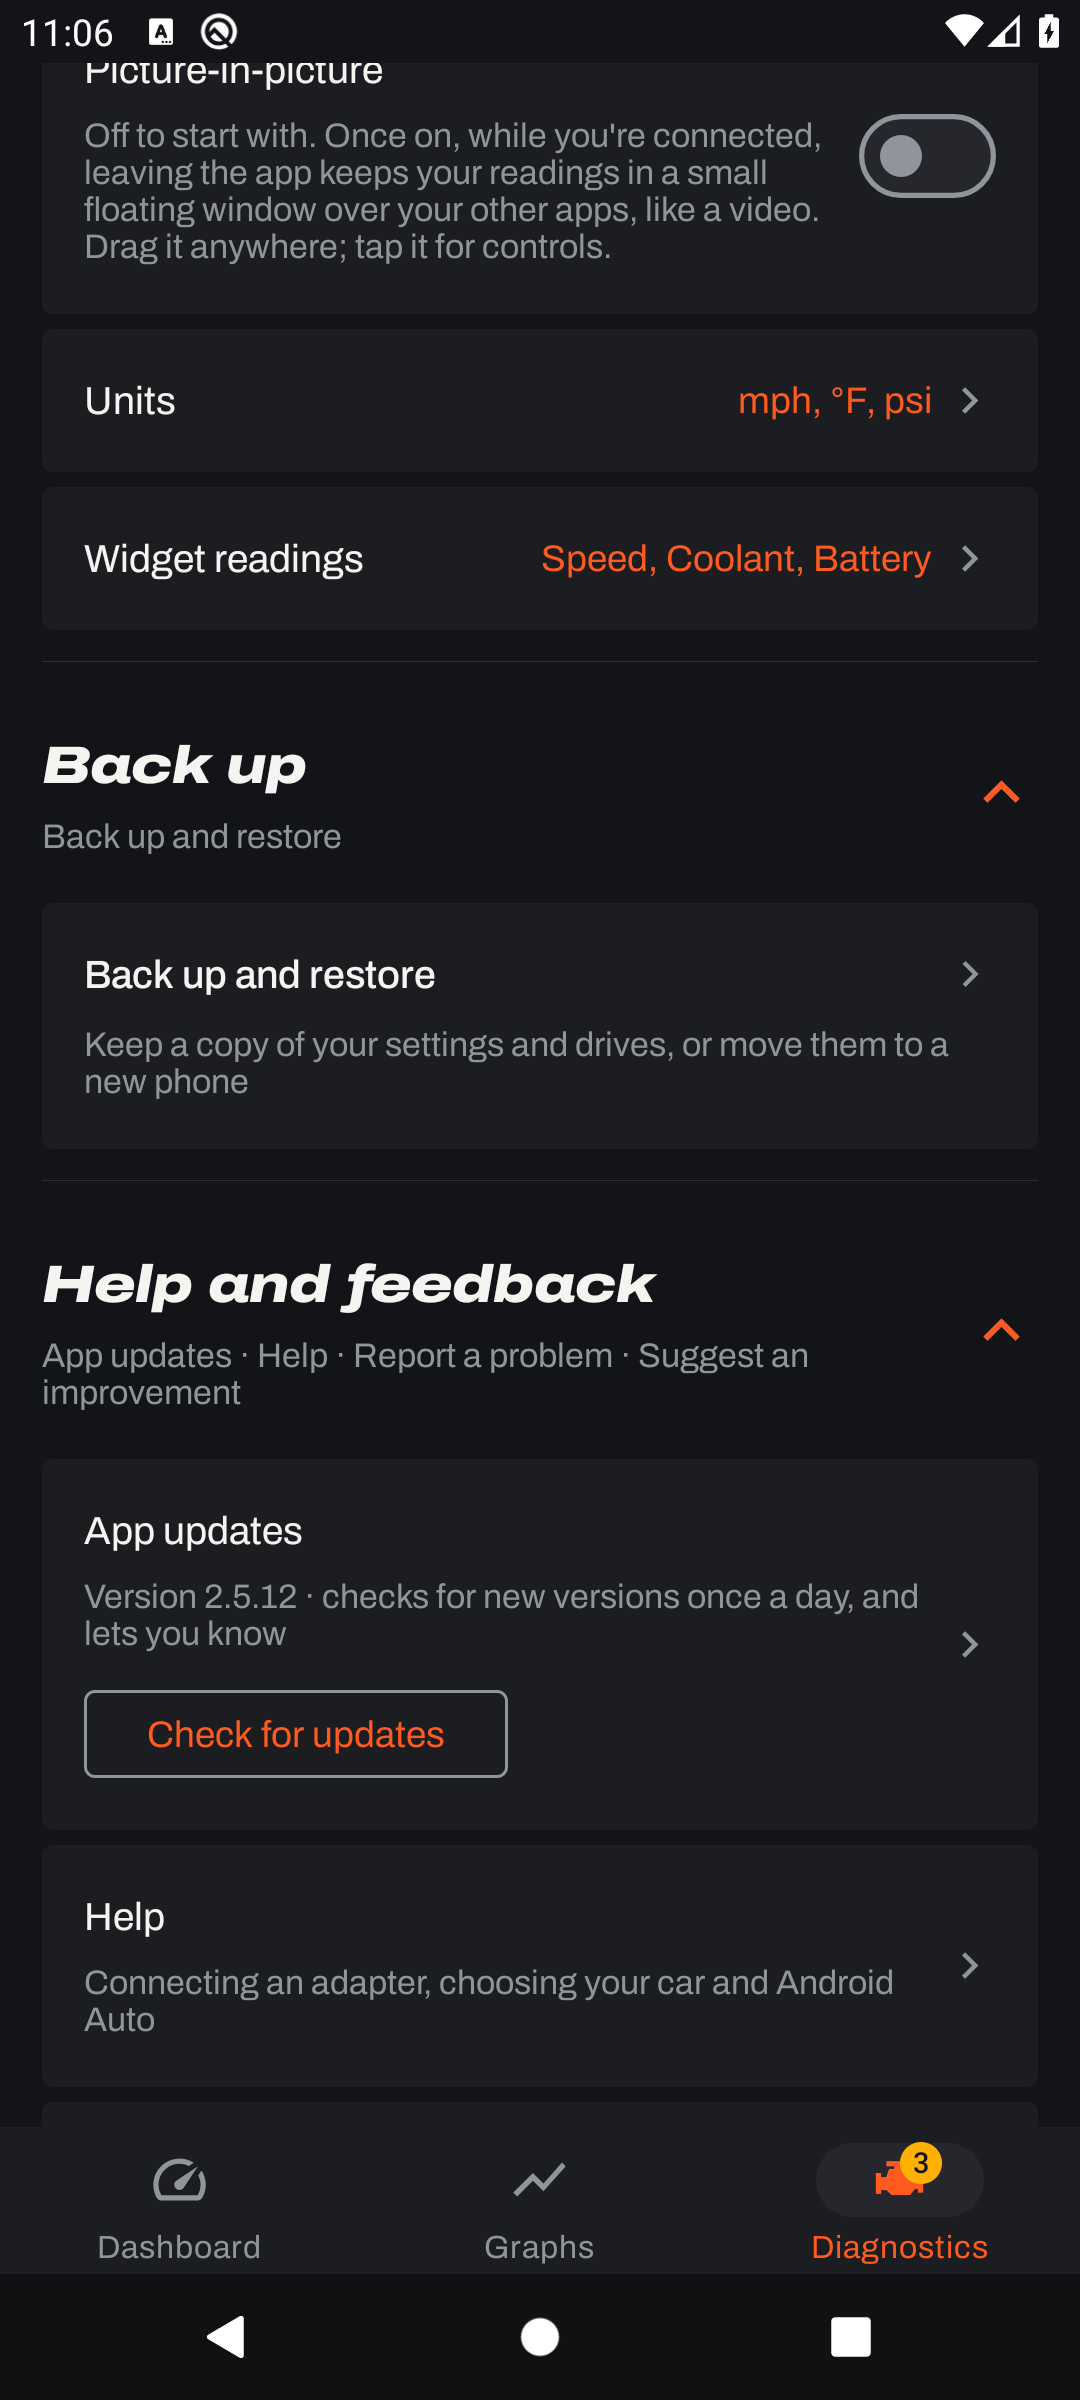 11:06
Picture-in-picture
Off to start with. Once on, while you're connected,
leaving the app keeps your readings in a small
floating window over your other apps, like a video.
Drag it anywhere; tap it for controls.
Units
mph, °F, psi
Widget readings
Speed, Coolant, Battery
Back up
Back up and restore
Back up and restore
Keep a copy of your settings and drives, or move them to a
new phone
Help and feedback
App updates · Help · Report a problem · Suggest an
improvement
App updates
Version 2.5.12 · checks for new versions once a day, and
lets you know
Check for updates
Help
Connecting an adapter, choosing your car and Android
Auto
3
Dashboard
Graphs
Diagnostics